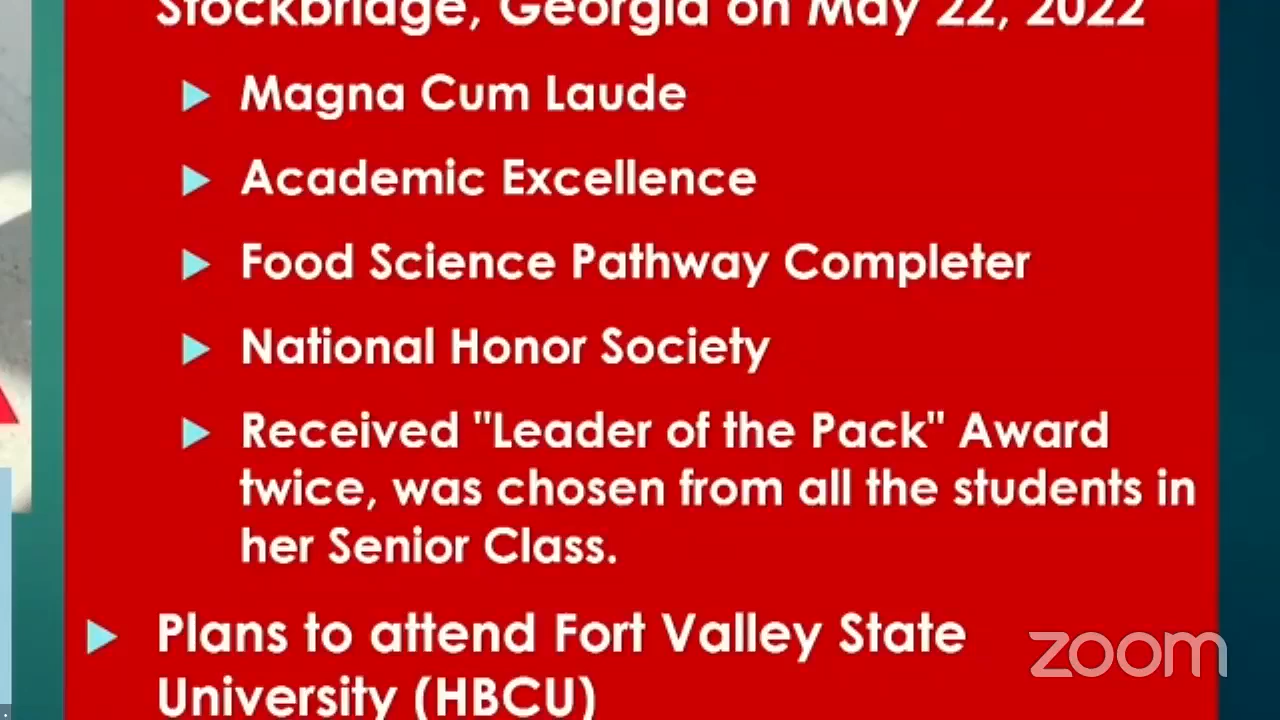 Stockbridge, Georgia on May 22, 2022
Magna Cum Laude
Academic Excellence
Food Science Pathway Completer
National Honor Society
Received "Leader of the Pack" Award
twice, was chosen from all the students in
her Senior Class.
Plans to attend Fort Valley State
University (HBCU)
zoom